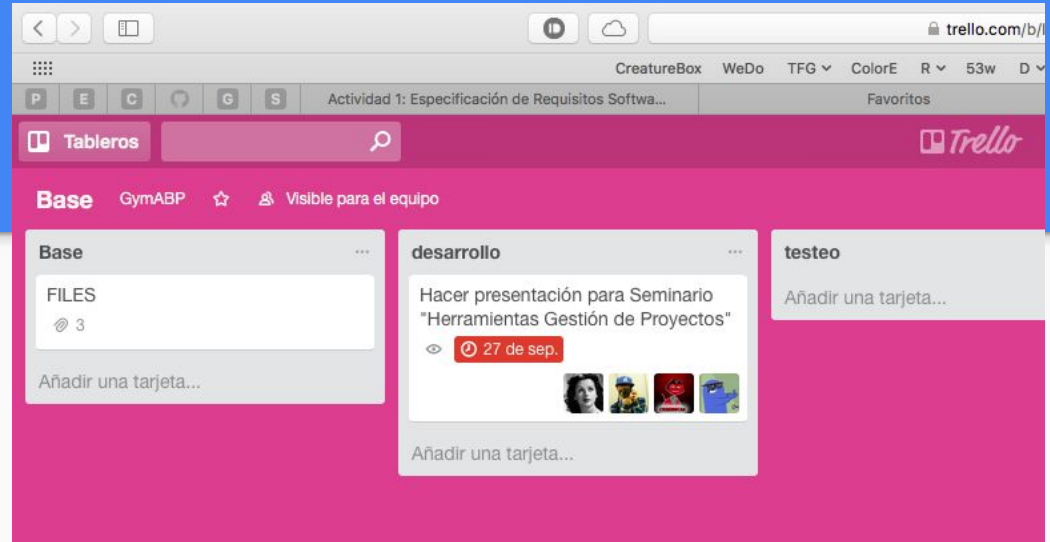 trello.com/b/l
CreatureBox WeDo TFG ColorE R 53w D
P E C G S Actividad 1: Especificación de Requisitos Softwa... Favoritos
Tableros Trello
Base GymABP Visible para el equipo
Base
FILES
3
Añadir una tarjeta...
desarrollo
Hacer presentación para Seminario
"Herramientas Gestión de Proyectos"
27 de sep.
Añadir una tarjeta...
testeo
Añadir una tarjeta...